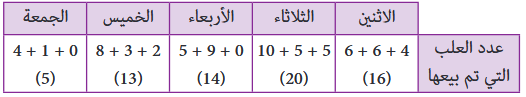 الاثنين الثلاثاء الأربعاء الخميس الجمعة
عدد العلب التي تم بيعها
6 + 6 + 4 (16)
10 + 5 + 5 (20)
5 + 9 + 0 (14)
8 + 3 + 2 (13)
4 + 1 + 0 (5)